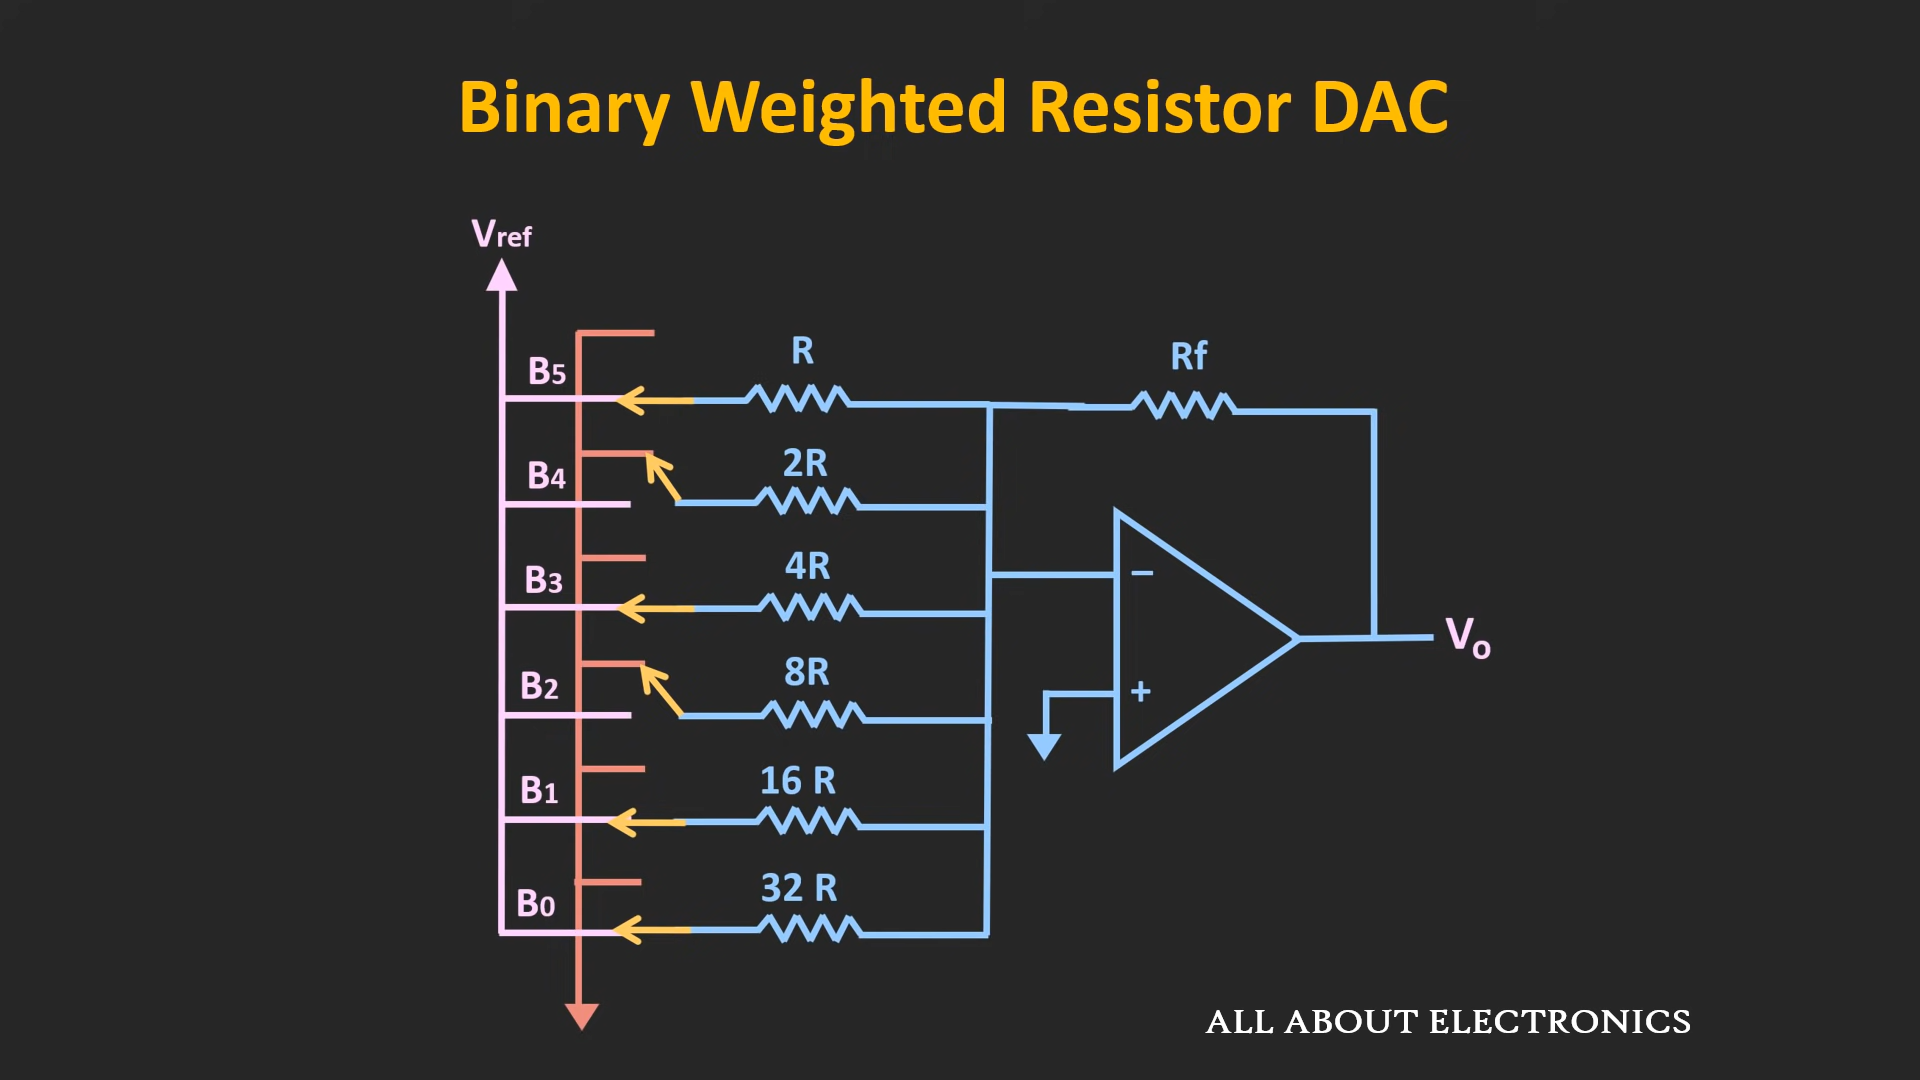 Binary Weighted Resistor DAC
Vref
R
Rf
B5
2R
B4
4R
B3
−
Vo
8R
B2
+
16 R
B1
32 R
B0
ALL ABOUT ELECTRONICS